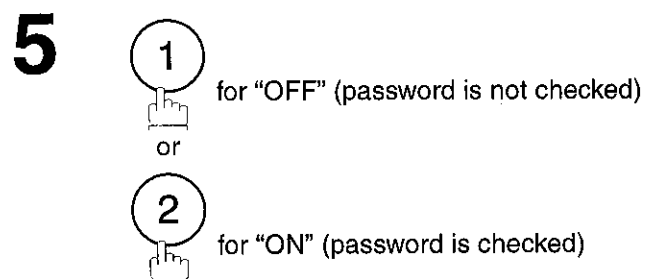 5
1
for “OFF” (password is not checked)
or
2
for “ON” (password is checked)